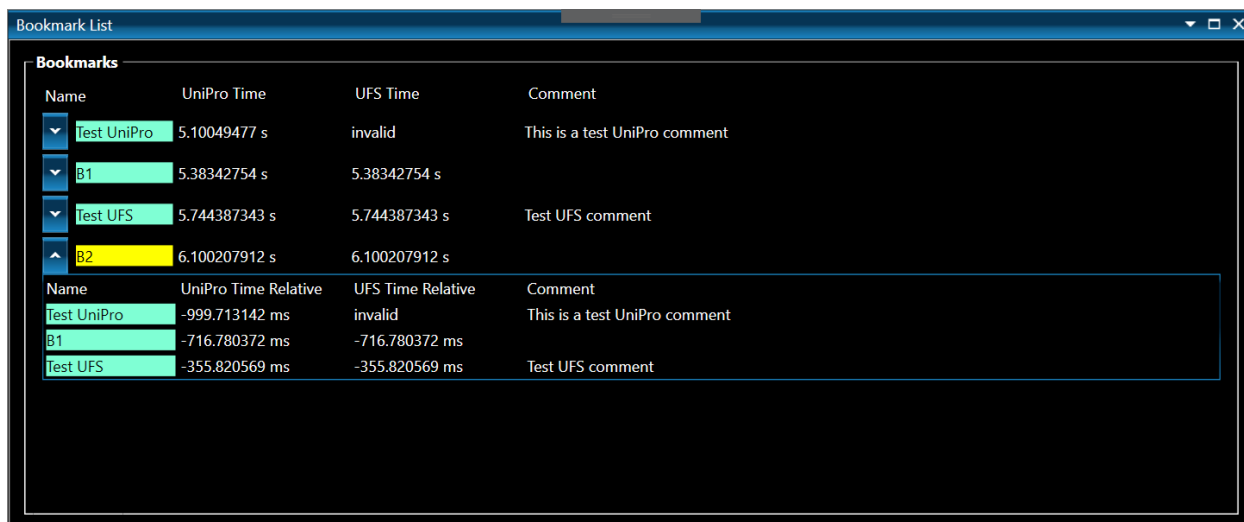 Bookmark List
Bookmarks
Name UniPro Time UFS Time Comment
Test UniPro 5.10049477 s invalid This is a test UniPro comment
B1 5.38342754 s 5.38342754 s
Test UFS 5.744387343 s 5.744387343 s Test UFS comment
B2 6.100207912 s 6.100207912 s
Name UniPro Time Relative UFS Time Relative Comment
Test UniPro -999.713142 ms invalid This is a test UniPro comment
B1 -716.780372 ms -716.780372 ms
Test UFS -355.820569 ms -355.820569 ms Test UFS comment